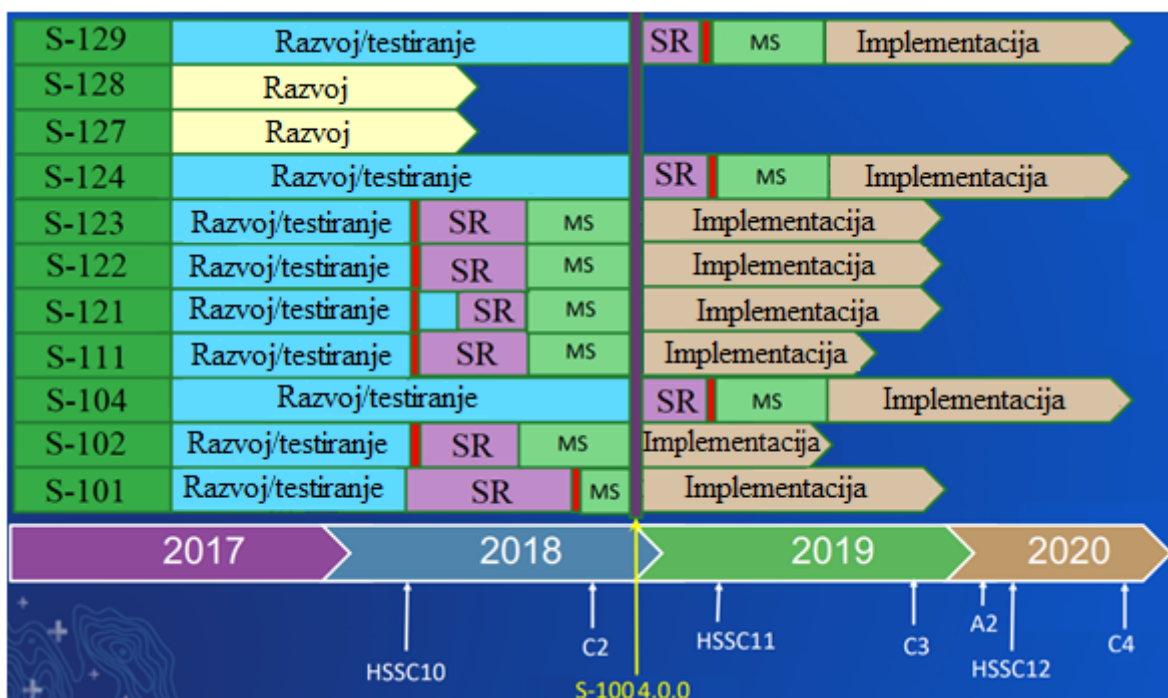 S-129 Razvoj/testiranje SR MS Implementacija
S-128 Razvoj
S-127 Razvoj
S-124 Razvoj/testiranje SR MS Implementacija
S-123 Razvoj/testiranje SR MS Implementacija
S-122 Razvoj/testiranje SR MS Implementacija
S-121 Razvoj/testiranje SR MS Implementacija
S-111 Razvoj/testiranje SR MS Implementacija
S-104 Razvoj/testiranje SR MS Implementacija
S-102 Razvoj/testiranje SR MS Implementacija
S-101 Razvoj/testiranje SR MS Implementacija
2017 2018 2019 2020
HSSC10 C2 HSSC11 C3 A2 HSSC12 C4
S-100 4.0.0